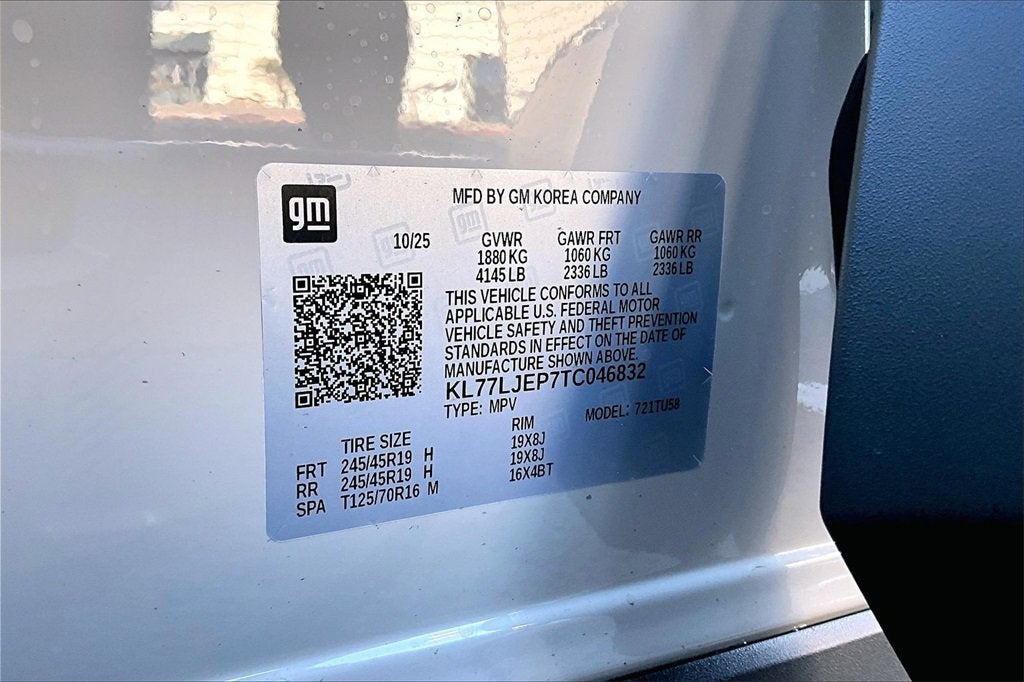 gm
MFD BY GM KOREA COMPANY
10/25 GVWR GAWR FRT GAWR RR
1880 KG 1060 KG 1060 KG
4145 LB 2336 LB 2336 LB
THIS VEHICLE CONFORMS TO ALL
APPLICABLE U.S. FEDERAL MOTOR
VEHICLE SAFETY AND THEFT PREVENTION
STANDARDS IN EFFECT ON THE DATE OF
MANUFACTURE SHOWN ABOVE.
KL77LJEP7TC046832
TYPE: MPV MODEL: 721TU58
TIRE SIZE RIM
FRT 245/45R19 H 19X8J
RR 245/45R19 H 19X8J
SPA T125/70R16 M 16X4BT